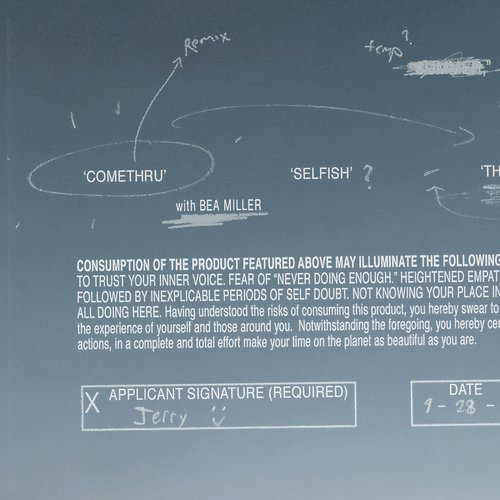 Remix
temp?
'COMETHRU'
'SELFISH' ?
'TH
with BEA MILLER
CONSUMPTION OF THE PRODUCT FEATURED ABOVE MAY ILLUMINATE THE FOLLOWING
TO TRUST YOUR INNER VOICE. FEAR OF "NEVER DOING ENOUGH." HEIGHTENED EMPAT
FOLLOWED BY INEXPLICABLE PERIODS OF SELF DOUBT. NOT KNOWING YOUR PLACE IN
ALL DOING HERE. Having understood the risks of consuming this product, you hereby swear to
the experience of yourself and those around you. Notwithstanding the foregoing, you hereby cer
actions, in a complete and total effort make your time on the planet as beautiful as you are.
X APPLICANT SIGNATURE (REQUIRED)
Jerry
DATE
9 - 28 -